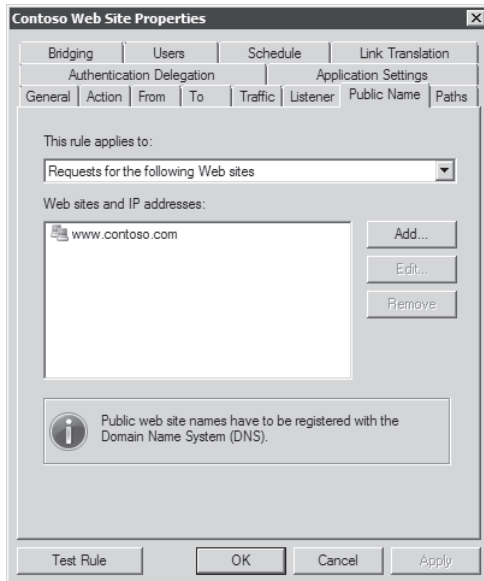 Contoso Web Site Properties
Bridging Users Schedule Link Translation
Authentication Delegation Application Settings
General Action From To Traffic Listener Public Name Paths
This rule applies to:
Requests for the following Web sites
Web sites and IP addresses:
www.contoso.com
Add...
Edit...
Remove
Public web site names have to be registered with the
Domain Name System (DNS).
Test Rule OK Cancel Apply